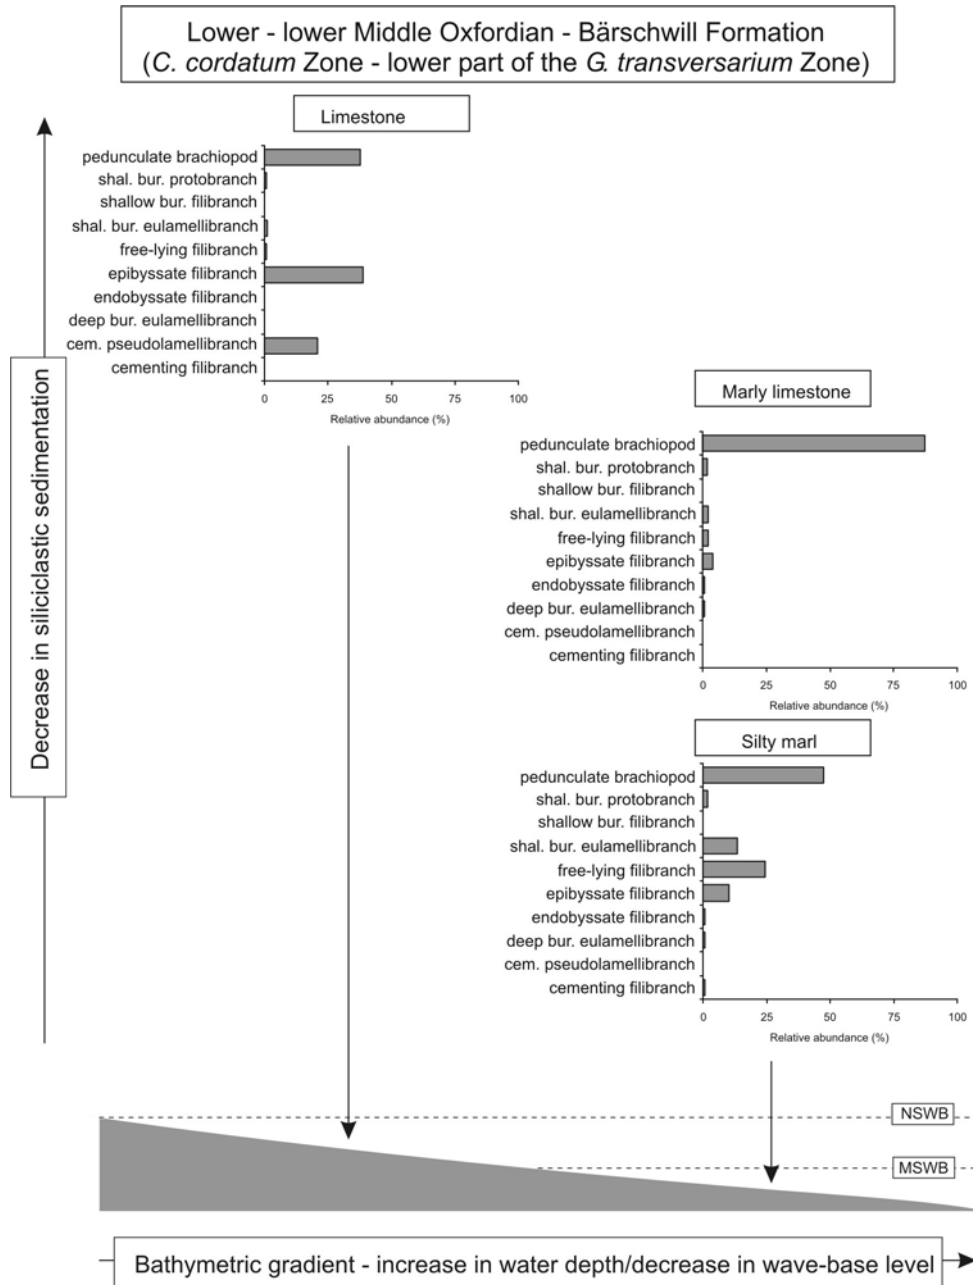 Lower - lower Middle Oxfordian - Bärschwill Formation
(C. cordatum Zone - lower part of the G. transversarium Zone)
Limestone
pedunculate brachiopod
shal. bur. protobranch
shallow bur. filibranch
shal. bur. eulamellibranch
free-lying filibranch
epibyssate filibranch
endobyssate filibranch
deep bur. eulamellibranch
cem. pseudolamellibranch
cementing filibranch
0 25 50 75 100
Relative abundance (%)
Decrease in siliciclastic sedimentation
Marly limestone
pedunculate brachiopod
shal. bur. protobranch
shallow bur. filibranch
shal. bur. eulamellibranch
free-lying filibranch
epibyssate filibranch
endobyssate filibranch
deep bur. eulamellibranch
cem. pseudolamellibranch
cementing filibranch
0 25 50 75 100
Relative abundance (%)
Silty marl
pedunculate brachiopod
shal. bur. protobranch
shallow bur. filibranch
shal. bur. eulamellibranch
free-lying filibranch
epibyssate filibranch
endobyssate filibranch
deep bur. eulamellibranch
cem. pseudolamellibranch
cementing filibranch
0 25 50 75 100
Relative abundance (%)
NSWB
MSWB
Bathymetric gradient - increase in water depth/decrease in wave-base level